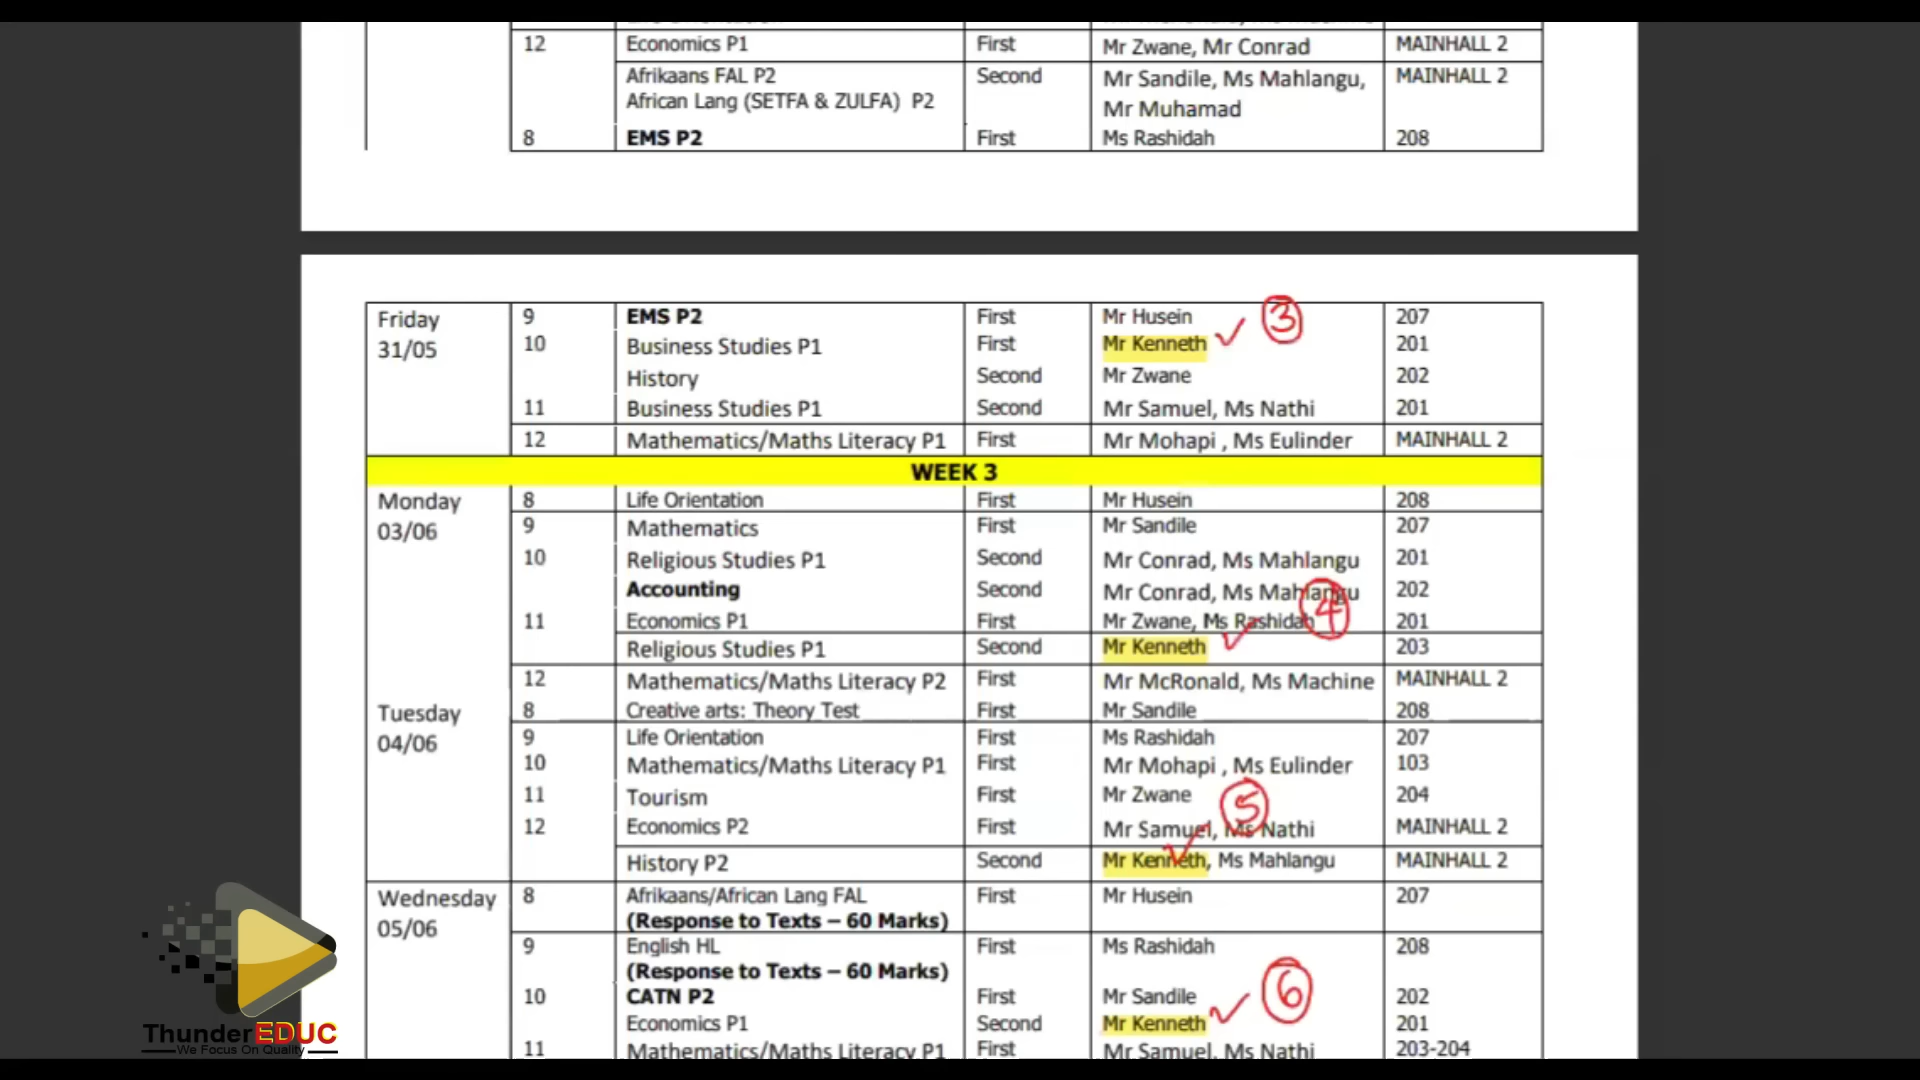 12 Economics P1 First Mr Zwane, Mr Conrad MAINHALL 2
Afrikaans FAL P2 Second Mr Sandile, Ms Mahlangu, MAINHALL 2
African Lang (SETFA & ZULFA) P2 Mr Muhamad
8 EMS P2 First Ms Rashidah 208
Friday 9 EMS P2 First Mr Husein 207
3
31/05 10 Business Studies P1 First Mr Kenneth 201
History Second Mr Zwane 202
11 Business Studies P1 Second Mr Samuel, Ms Nathi 201
12 Mathematics/Maths Literacy P1 First Mr Mohapi , Ms Eulinder MAINHALL 2
WEEK 3
Monday 8 Life Orientation First Mr Husein 208
03/06 9 Mathematics First Mr Sandile 207
10 Religious Studies P1 Second Mr Conrad, Ms Mahlangu 201
Accounting Second Mr Conrad, Ms Mahlangu 202
4
11 Economics P1 First Mr Zwane, Ms Rashidah 201
Religious Studies P1 Second Mr Kenneth 203
12 Mathematics/Maths Literacy P2 First Mr McRonald, Ms Machine MAINHALL 2
Tuesday 8 Creative arts: Theory Test First Mr Sandile 208
04/06 9 Life Orientation First Ms Rashidah 207
10 Mathematics/Maths Literacy P1 First Mr Mohapi , Ms Eulinder 103
11 Tourism First Mr Zwane 204
5
12 Economics P2 First Mr Samuel, Ms Nathi MAINHALL 2
History P2 Second Mr Kenneth, Ms Mahlangu MAINHALL 2
Wednesday 8 Afrikaans/African Lang FAL First Mr Husein 207
05/06 (Response to Texts – 60 Marks)
9 English HL First Ms Rashidah 208
(Response to Texts – 60 Marks)
6
10 CATN P2 First Mr Sandile 202
Economics P1 Second Mr Kenneth 201
11 Mathematics/Maths Literacy P1 First Mr Samuel, Ms Nathi 203-204
ThunderEDUC
We Focus On Quality